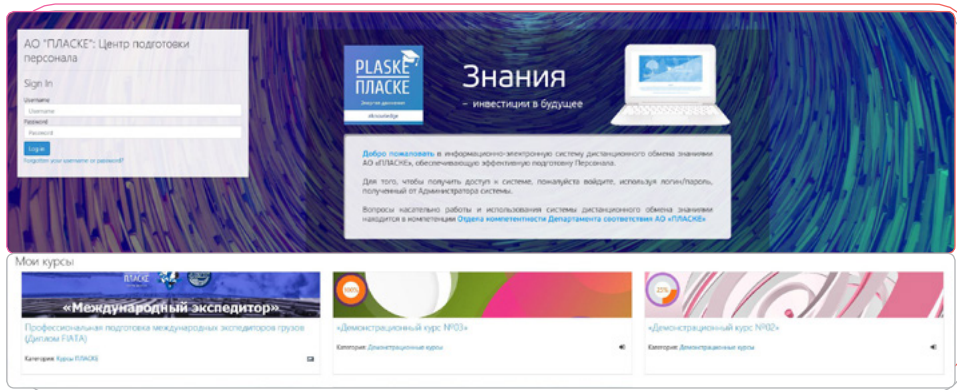 АО "ПЛАСКЕ": Центр подготовки
персонала
Sign In
Username
Username
Password
Password
Log in
Forgotten your username or password?
PLASKE
ПЛАСКЕ
Знания
– инвестиции в будущее
Добро пожаловать в информационно-электронную систему дистанционного обмена знаниями
АО «ПЛАСКЕ», обеспечивающую эффективную подготовку Персонала.
Для того, чтобы получить доступ к системе, пожалуйста войдите, используя логин/пароль,
полученный от Администратора системы.
Вопросы касательно работы и использования системы дистанционного обмена знаниями
находится в компетенции Отдела компетентности Департамента соответствия АО «ПЛАСКЕ»
Мои курсы
ПЛАСКЕ
«Международный экспедитор»
Профессиональная подготовка международных экспедиторов грузов
(Диплом FIATA)
Категория: Курсы ПЛАСКЕ
100%
«Демонстрационный курс №03»
Категория: Демонстрационные курсы
25%
«Демонстрационный курс №02»
Категория: Демонстрационные курсы